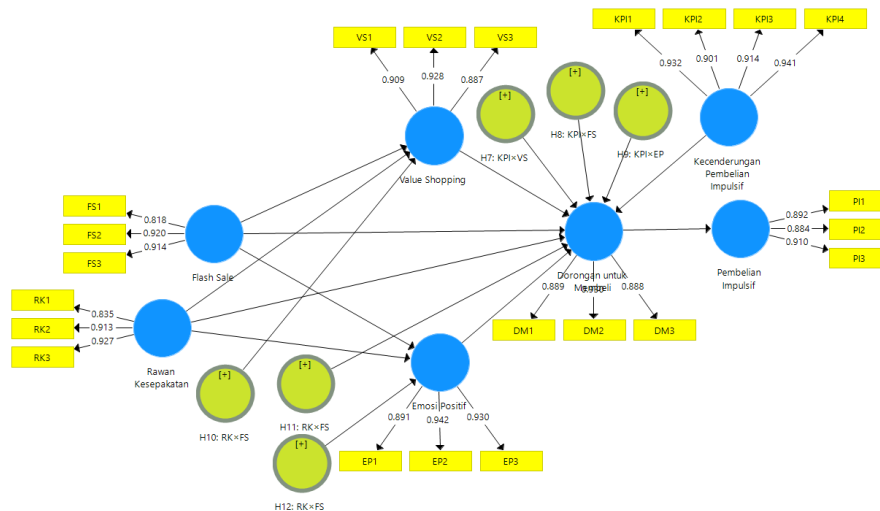 VS1
VS2
VS3
0.909
0.928
0.887
Value Shopping
KPI1
KPI2
KPI3
KPI4
0.932
0.901
0.914
0.941
Kecenderungan
Pembelian
Impulsif
[+]
H7: KPI×VS
[+]
H8: KPI×FS
[+]
H9: KPI×EP
FS1
FS2
FS3
0.818
0.920
0.914
Flash Sale
RK1
RK2
RK3
0.835
0.913
0.927
Rawan
Kesepakatan
Dorongan untuk
Membeli
0.889
0.888
DM1
DM2
DM3
PI1
PI2
PI3
0.892
0.884
0.910
Pembelian
Impulsif
[+]
H10: RK×FS
[+]
H11: RK×FS
[+]
H12: RK×FS
Emosi Positif
0.891
0.942
0.930
EP1
EP2
EP3